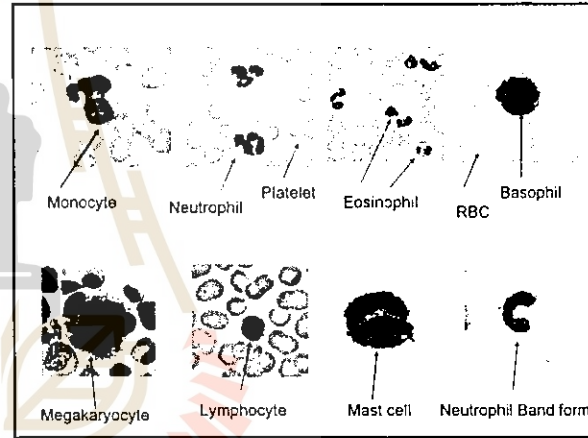 Monocyte
Neutrophil
Platelet
Eosinophil
RBC
Basophil
Megakaryocyte
Lymphocyte
Mast cell
Neutrophil Band form